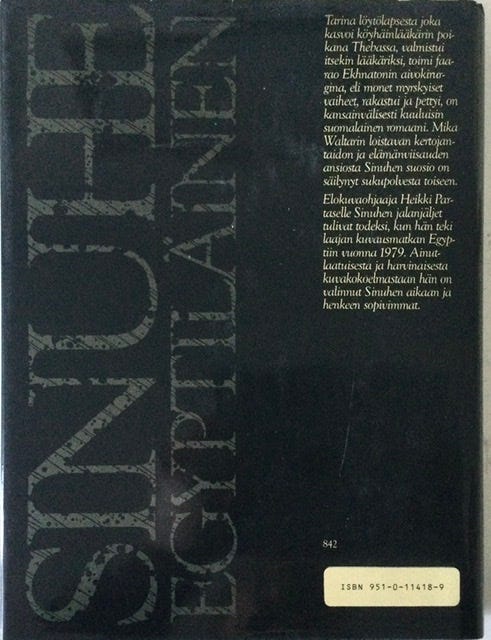 SINUHE
EGYPTILÄINEN
Tarina löytölapsesta joka
kasvoi köyhäinlääkärin poi-
kana Thebassa, valmistui
itsekin lääkäriksi, toimi faa-
rao Ekhnatonin aivokirur-
gina, eli monet myrskyiset
vaiheet, rakastui ja pettyi, on
kansainvälisesti kuuluisin
suomalainen romaani. Mika
Waltarin loistavan kertojan-
taidon ja elämänviisauden
ansiosta Sinuhen suosio on
säilynyt sukupolvesta toiseen.
Elokuvaohjaaja Heikki Par-
taselle Sinuhen jalanjäljet
tulivat todeksi, kun hän teki
laajan kuvausmatkan Egyp-
tiin vuonna 1979. Ainut-
laatuisesta ja harvinaisesta
kuvakokoelmastaan hän on
valinnut Sinuhen aikaan ja
henkeen sopivimmat.
842
ISBN 951-0-11418-9